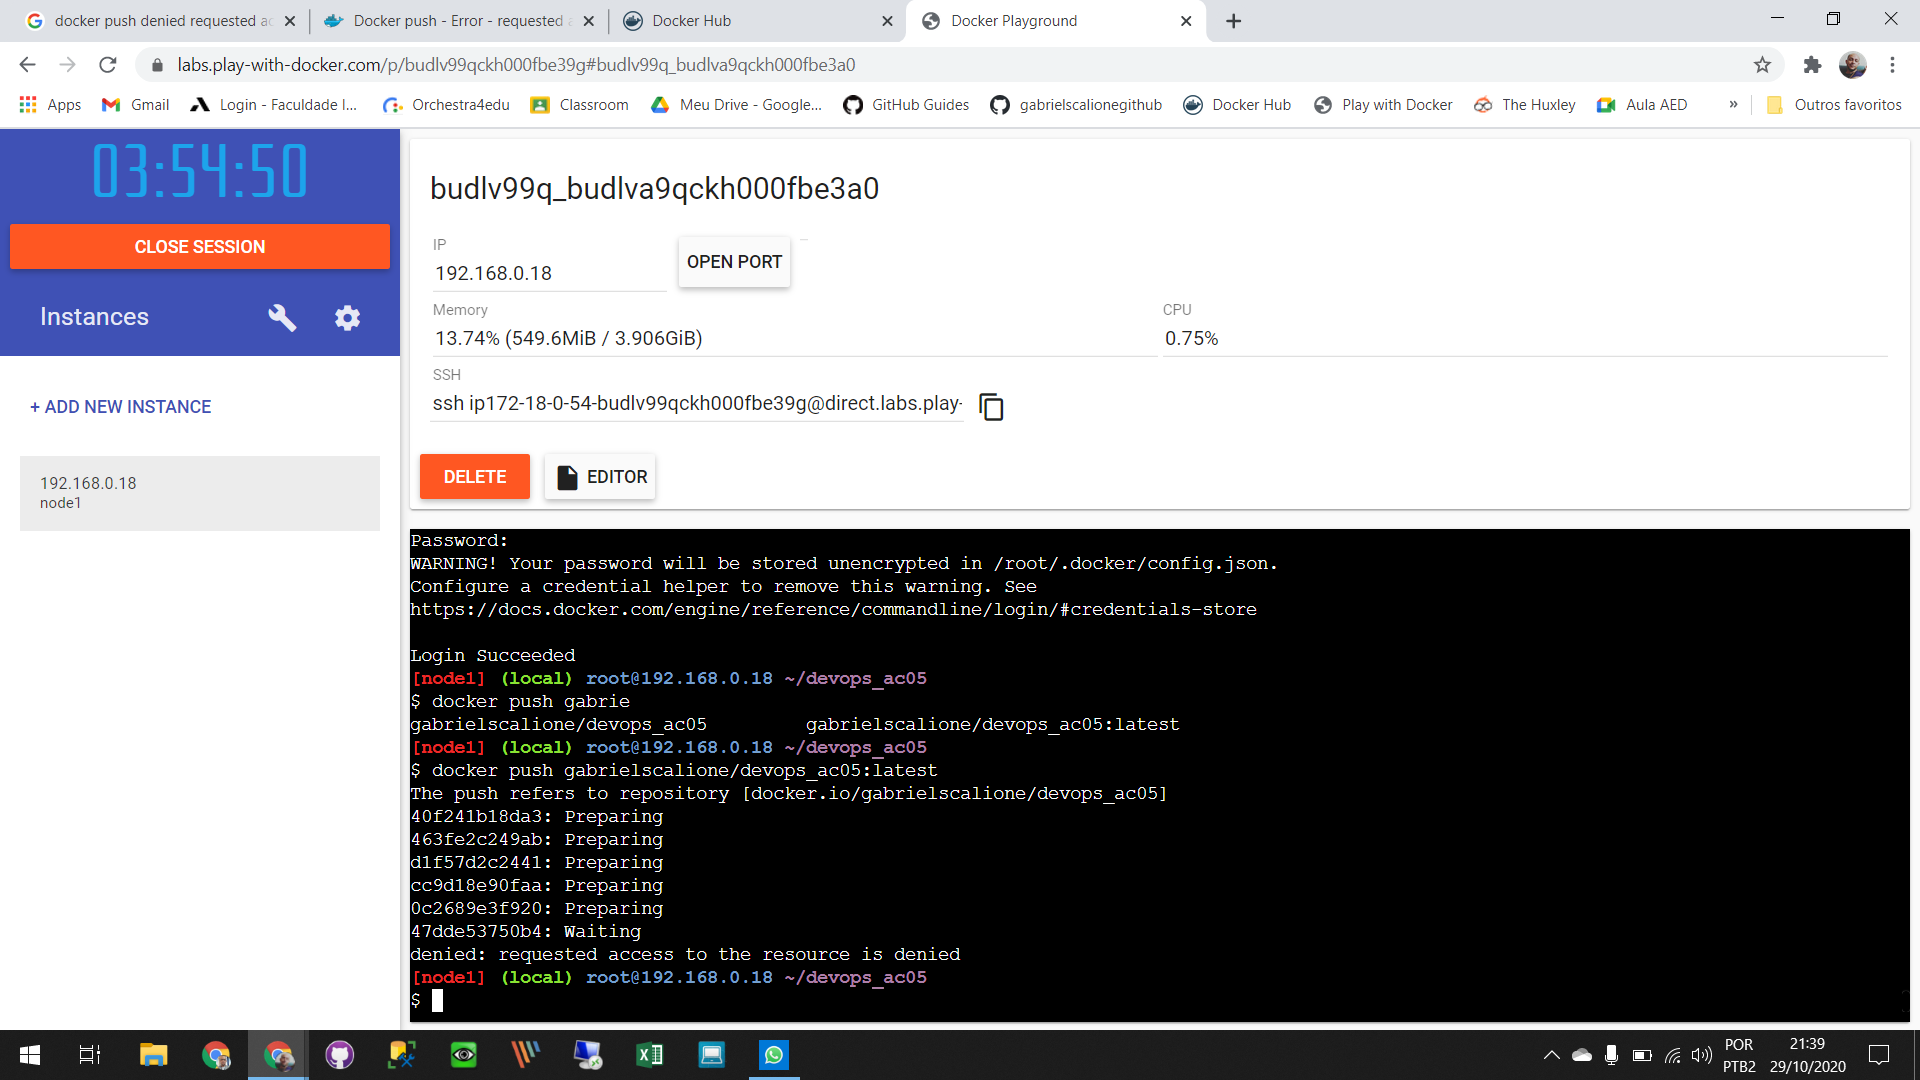 docker push denied requested ac
Docker push - Error - requested a
Docker Hub
Docker Playground
labs.play-with-docker.com/p/budlv99qckh000fbe39g#budlv99q_budlva9qckh000fbe3a0
Apps
Gmail
Login - Faculdade I...
Orchestra4edu
Classroom
Meu Drive - Google...
GitHub Guides
gabrielscalionegithub
Docker Hub
Play with Docker
The Huxley
Aula AED
»
Outros favoritos
03:54:50
CLOSE SESSION
Instances
+ ADD NEW INSTANCE
192.168.0.18
node1
budlv99q_budlva9qckh000fbe3a0
IP
192.168.0.18
OPEN PORT
Memory
13.74% (549.6MiB / 3.906GiB)
CPU
0.75%
SSH
ssh ip172-18-0-54-budlv99qckh000fbe39g@direct.labs.play-
DELETE
EDITOR
Password:
WARNING! Your password will be stored unencrypted in /root/.docker/config.json.
Configure a credential helper to remove this warning. See
https://docs.docker.com/engine/reference/commandline/login/#credentials-store
Login Succeeded
[node1] (local) root@192.168.0.18 ~/devops_ac05
$ docker push gabrie
gabrielscalione/devops_ac05         gabrielscalione/devops_ac05:latest
[node1] (local) root@192.168.0.18 ~/devops_ac05
$ docker push gabrielscalione/devops_ac05:latest
The push refers to repository [docker.io/gabrielscalione/devops_ac05]
40f241b18da3: Preparing
463fe2c249ab: Preparing
d1f57d2c2441: Preparing
cc9d18e90faa: Preparing
0c2689e3f920: Preparing
47dde53750b4: Waiting
denied: requested access to the resource is denied
[node1] (local) root@192.168.0.18 ~/devops_ac05
$
POR
PTB2
21:39
29/10/2020